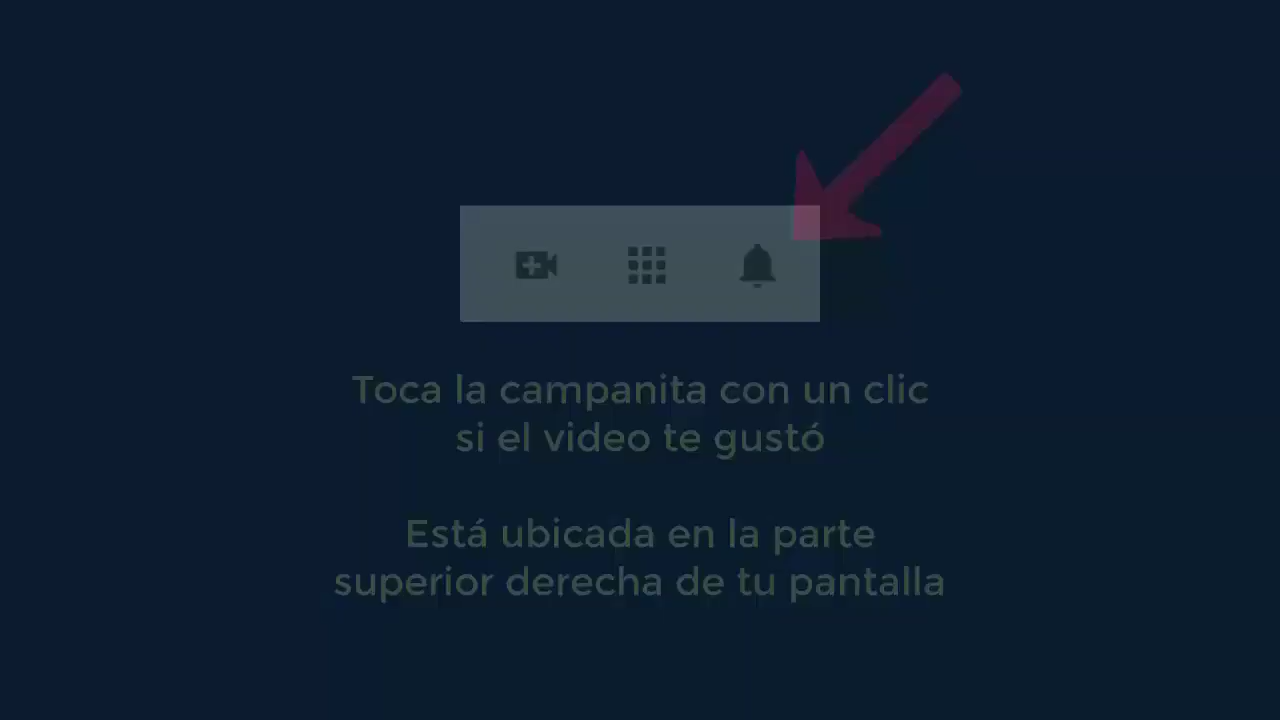 Toca la campanita con un clic
si el video te gustó
Está ubicada en la parte
superior derecha de tu pantalla